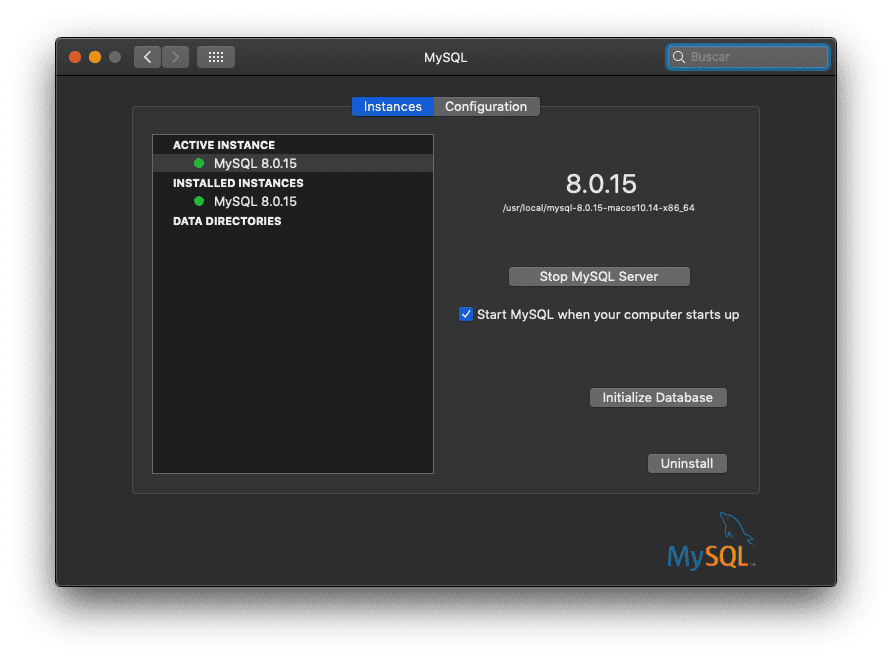 MySQL
Buscar
Instances
Configuration
ACTIVE INSTANCE
MySQL 8.0.15
INSTALLED INSTANCES
MySQL 8.0.15
DATA DIRECTORIES
8.0.15
/usr/local/mysql-8.0.15-macos10.14-x86_64
Stop MySQL Server
Start MySQL when your computer starts up
Initialize Database
Uninstall
MySQL™